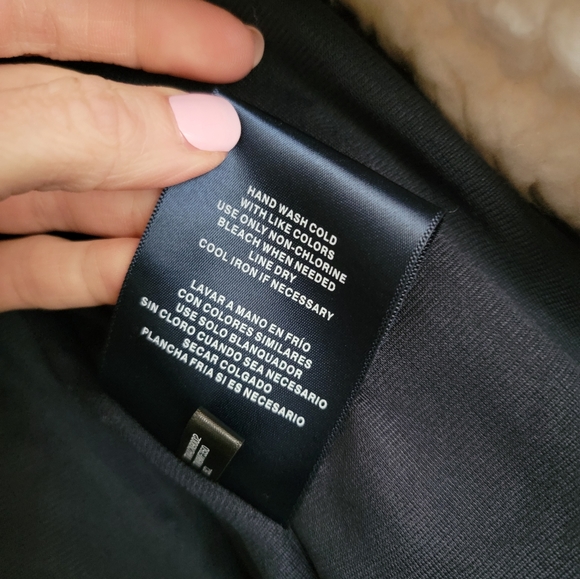 HAND WASH COLD
WITH LIKE COLORS
USE ONLY NON-CHLORINE
BLEACH WHEN NEEDED
LINE DRY
COOL IRON IF NECESSARY
LAVAR A MANO EN FRÍO
CON COLORES SIMILARES
USE SOLO BLANQUADOR
SIN CLORO CUANDO SEA NECESARIO
SECAR COLGADO
PLANCHA FRIA SI ES NECESARIO